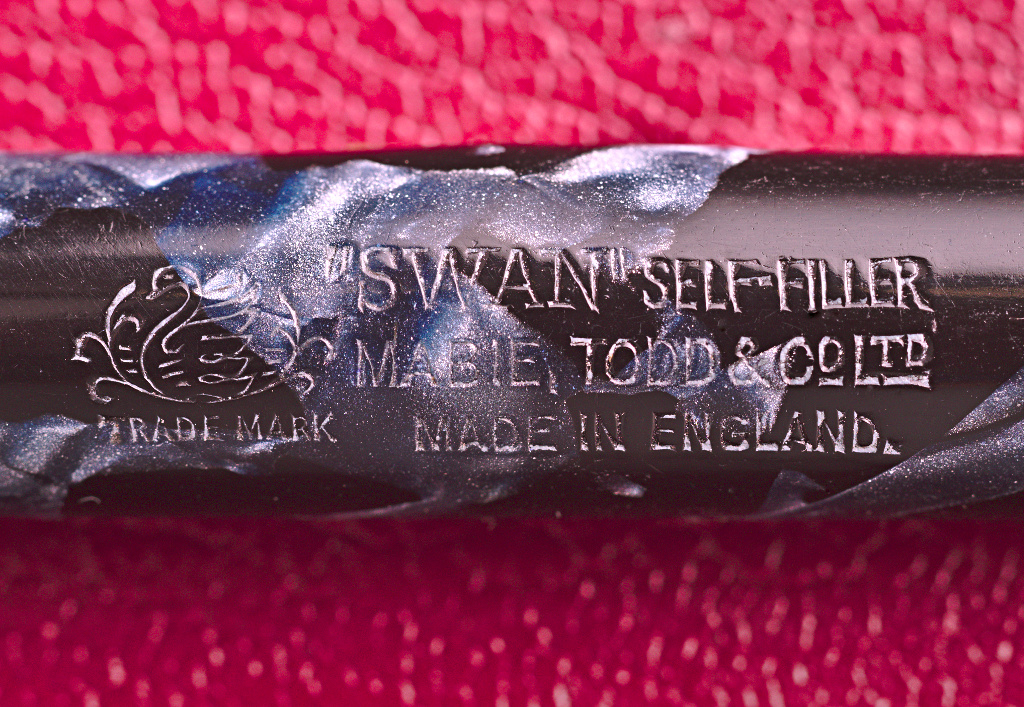 "SWAN" SELF-FILLER
MABIE, TODD & CO LTD
MADE IN ENGLAND.
TRADE MARK